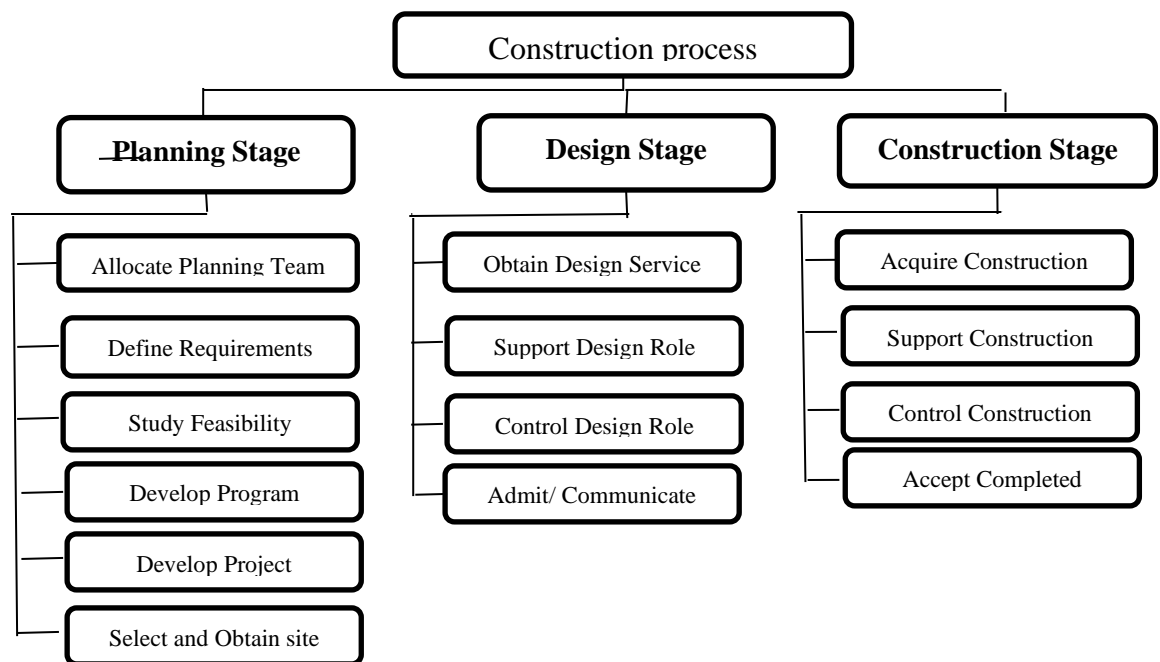 Construction process
Planning Stage
Allocate Planning Team
Define Requirements
Study Feasibility
Develop Program
Develop Project
Select and Obtain site
Design Stage
Obtain Design Service
Support Design Role
Control Design Role
Admit/ Communicate
Construction Stage
Acquire Construction
Support Construction
Control Construction
Accept Completed